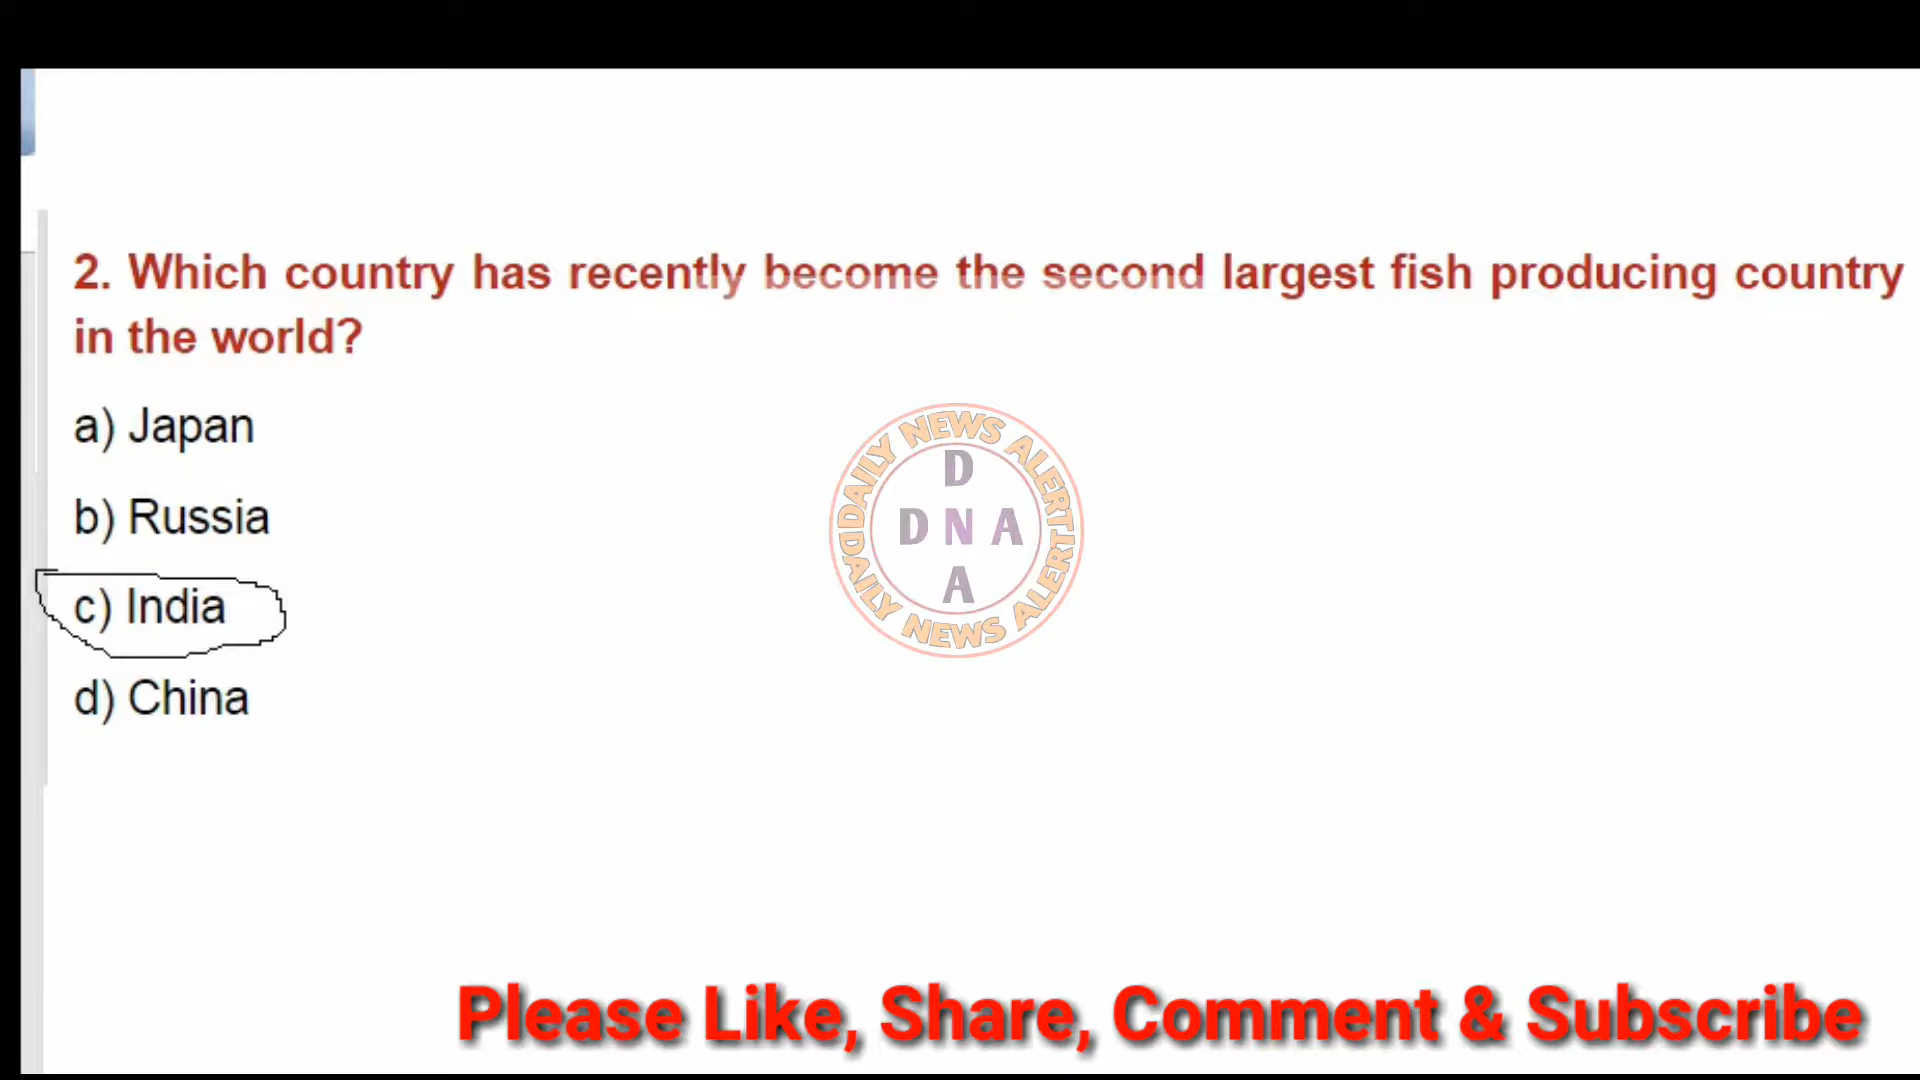 2. Which country has recently become the second largest fish producing country
in the world?
a) Japan
b) Russia
c) India
d) China
DAILY NEWS ALERT
D
D N A
A
DAILY NEWS ALERT
Please Like, Share, Comment & Subscribe